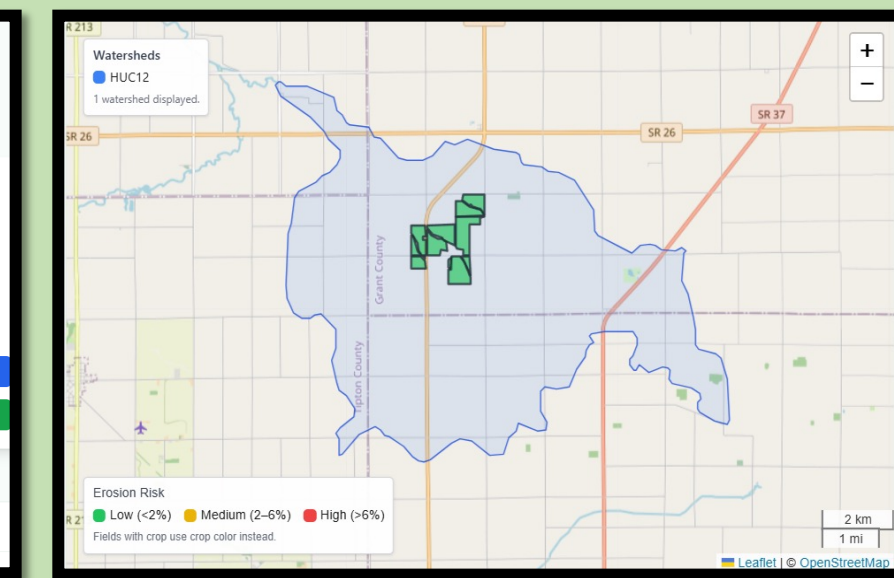 R 213
Watersheds
HUC12
1 watershed displayed.
+
−
SR 37
SR 26
SR 26
Grant County
Tipton County
Erosion Risk
Low (<2%) Medium (2–6%) High (>6%)
Fields with crop use crop color instead.
2 km
1 mi
Leaflet | © OpenStreetMap